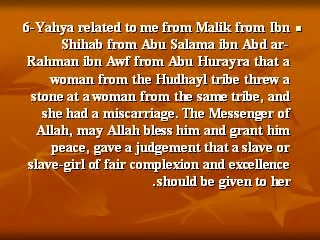 6-Yahya related to me from Malik from Ibn
Shihab from Abu Salama ibn Abd ar-
Rahman ibn Awf from Abu Hurayra that a
woman from the Hudhayl tribe threw a
stone at a woman from the same tribe, and
she had a miscarriage. The Messenger of
Allah, may Allah bless him and grant him
peace, gave a judgement that a slave or
slave-girl of fair complexion and excellence
.should be given to her